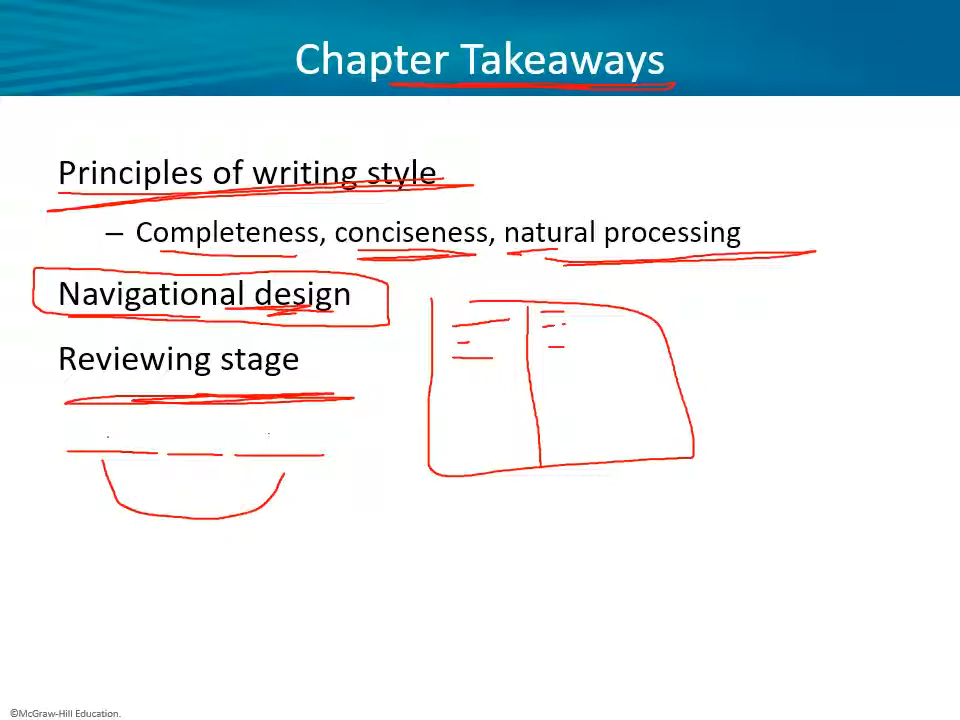 Chapter Takeaways
Principles of writing style
– Completeness, conciseness, natural processing
Navigational design
Reviewing stage
©McGraw-Hill Education.